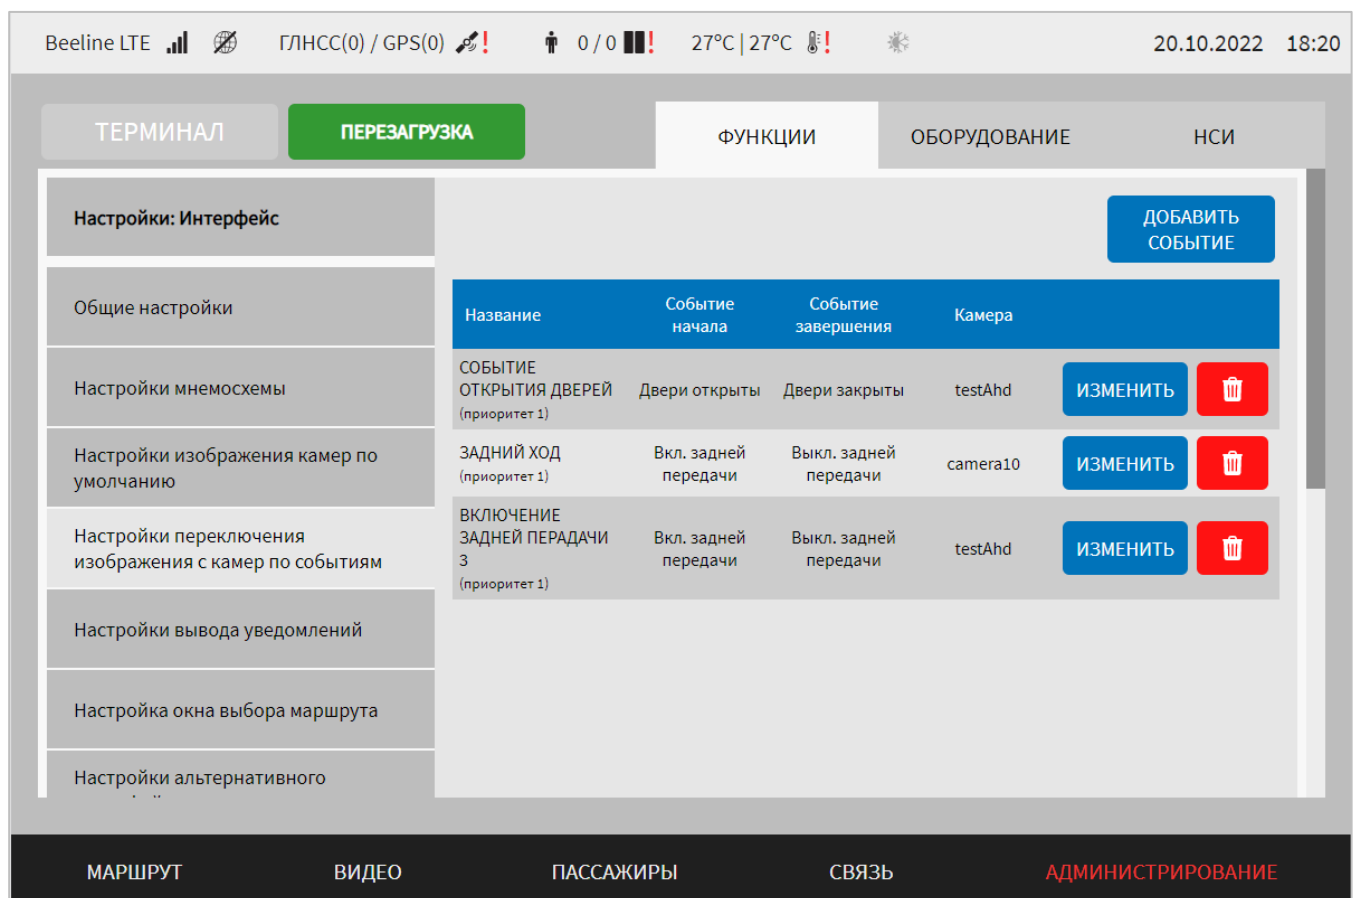 Beeline LTE ГЛНСС(0) / GPS(0) ! 0 / 0 ! 27°C | 27°C ! 20.10.2022 18:20
ТЕРМИНАЛ ПЕРЕЗАГРУЗКА ФУНКЦИИ ОБОРУДОВАНИЕ НСИ
Настройки: Интерфейс
Общие настройки
Настройки мнемосхемы
Настройки изображения камер по
умолчанию
Настройки переключения
изображения с камер по событиям
Настройки вывода уведомлений
Настройка окна выбора маршрута
Настройки альтернативного
ДОБАВИТЬ
СОБЫТИЕ
Название
Событие
начала
Событие
завершения
Камера
СОБЫТИЕ
ОТКРЫТИЯ ДВЕРЕЙ
(приоритет 1)
Двери открыты
Двери закрыты
testAhd
ИЗМЕНИТЬ
ЗАДНИЙ ХОД
(приоритет 1)
Вкл. задней
передачи
Выкл. задней
передачи
camera10
ИЗМЕНИТЬ
ВКЛЮЧЕНИЕ
ЗАДНЕЙ ПЕРАДАЧИ
3
(приоритет 1)
Вкл. задней
передачи
Выкл. задней
передачи
testAhd
ИЗМЕНИТЬ
МАРШРУТ ВИДЕО ПАССАЖИРЫ СВЯЗЬ АДМИНИСТРИРОВАНИЕ